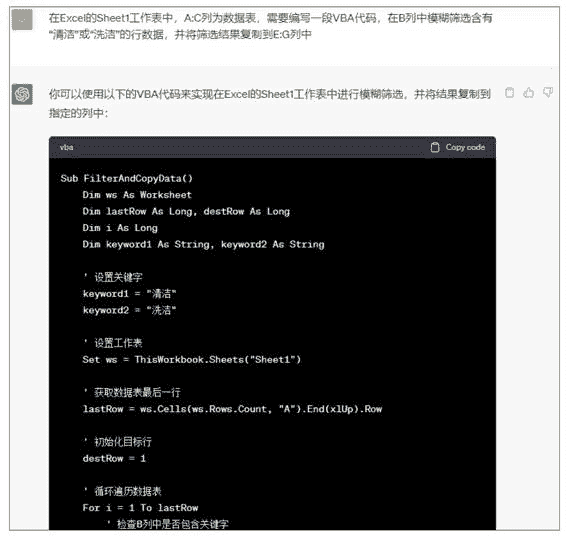 在Excel的Sheet1工作表中，A:C列为数据表，需要编写一段VBA代码，在B列中模糊筛选含有
“清洁”或“洗洁”的行数据，并将筛选结果复制到E:G列中
你可以使用以下的VBA代码来实现在Excel的Sheet1工作表中进行模糊筛选，并将结果复制到
指定的列中：
vba Copy code
Sub FilterAndCopyData()
    Dim ws As Worksheet
    Dim lastRow As Long, destRow As Long
    Dim i As Long
    Dim keyword1 As String, keyword2 As String
    ' 设置关键字
    keyword1 = "清洁"
    keyword2 = "洗洁"
    ' 设置工作表
    Set ws = ThisWorkbook.Sheets("Sheet1")
    ' 获取数据表最后一行
    lastRow = ws.Cells(ws.Rows.Count, "A").End(xlUp).Row
    ' 初始化目标行
    destRow = 1
    ' 循环遍历数据表
    For i = 1 To lastRow
        ' 检查B列中是否包含关键字